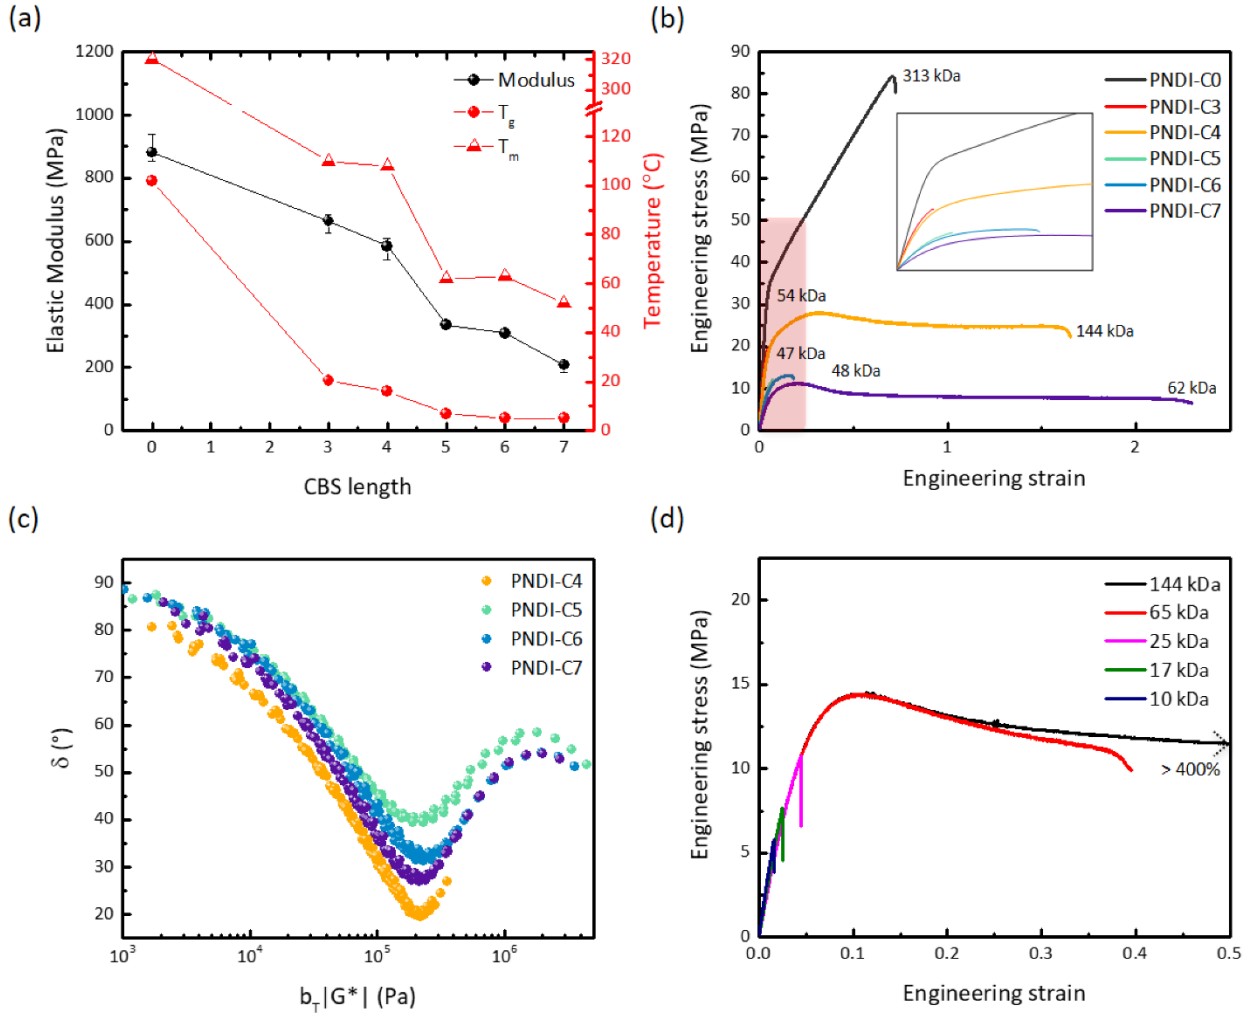 (a)
1200
1000
800
600
400
200
0
Elastic Modulus (MPa)
0 1 2 3 4 5 6 7
CBS length
320
300
120
100
80
60
40
20
0
Temperature (°C)
Modulus
Tg
Tm
(b)
90
80
70
60
50
40
30
20
10
0
Engineering stress (MPa)
0 1 2
Engineering strain
313 kDa
54 kDa
144 kDa
47 kDa
48 kDa
62 kDa
PNDI-C0
PNDI-C3
PNDI-C4
PNDI-C5
PNDI-C6
PNDI-C7
(c)
90
80
70
60
50
40
30
20
δ (°)
10³ 10⁴ 10⁵ 10⁶
bT|G*| (Pa)
PNDI-C4
PNDI-C5
PNDI-C6
PNDI-C7
(d)
20
15
10
5
0
Engineering stress (MPa)
0.0 0.1 0.2 0.3 0.4 0.5
Engineering strain
144 kDa
65 kDa
25 kDa
17 kDa
10 kDa
> 400%